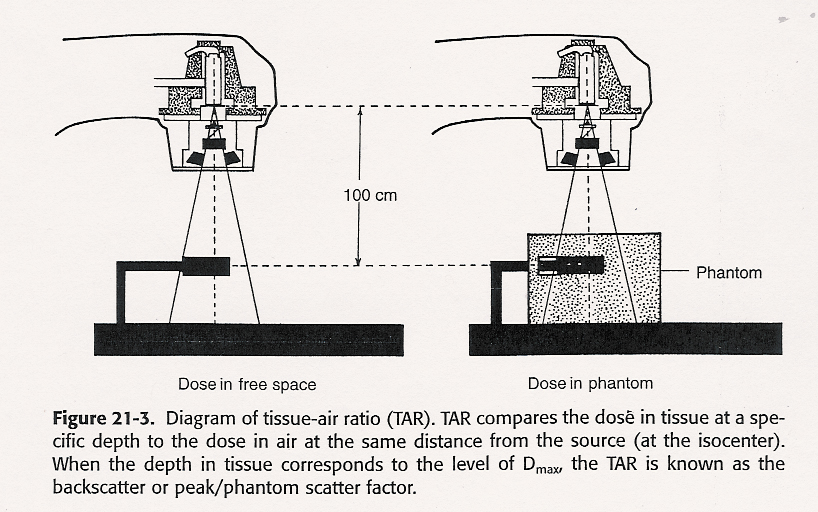 100 cm
Phantom
Dose in free space
Dose in phantom
Figure 21-3. Diagram of tissue-air ratio (TAR). TAR compares the dose in tissue at a spe-
cific depth to the dose in air at the same distance from the source (at the isocenter).
When the depth in tissue corresponds to the level of Dmax, the TAR is known as the
backscatter or peak/phantom scatter factor.